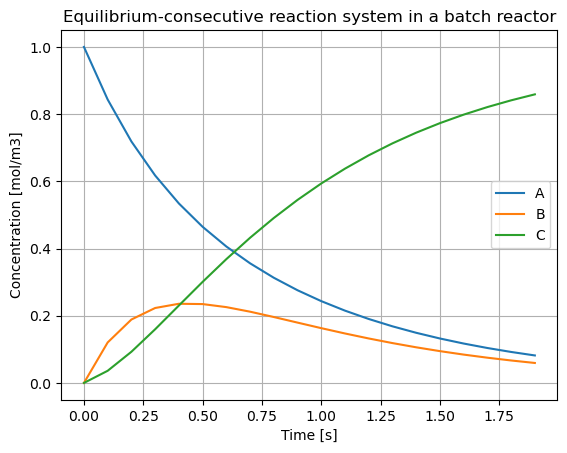 Equilibrium-consecutive reaction system in a batch reactor
Concentration [mol/m3]
1.0
0.8
0.6
0.4
0.2
0.0
A
B
C
0.00 0.25 0.50 0.75 1.00 1.25 1.50 1.75
Time [s]